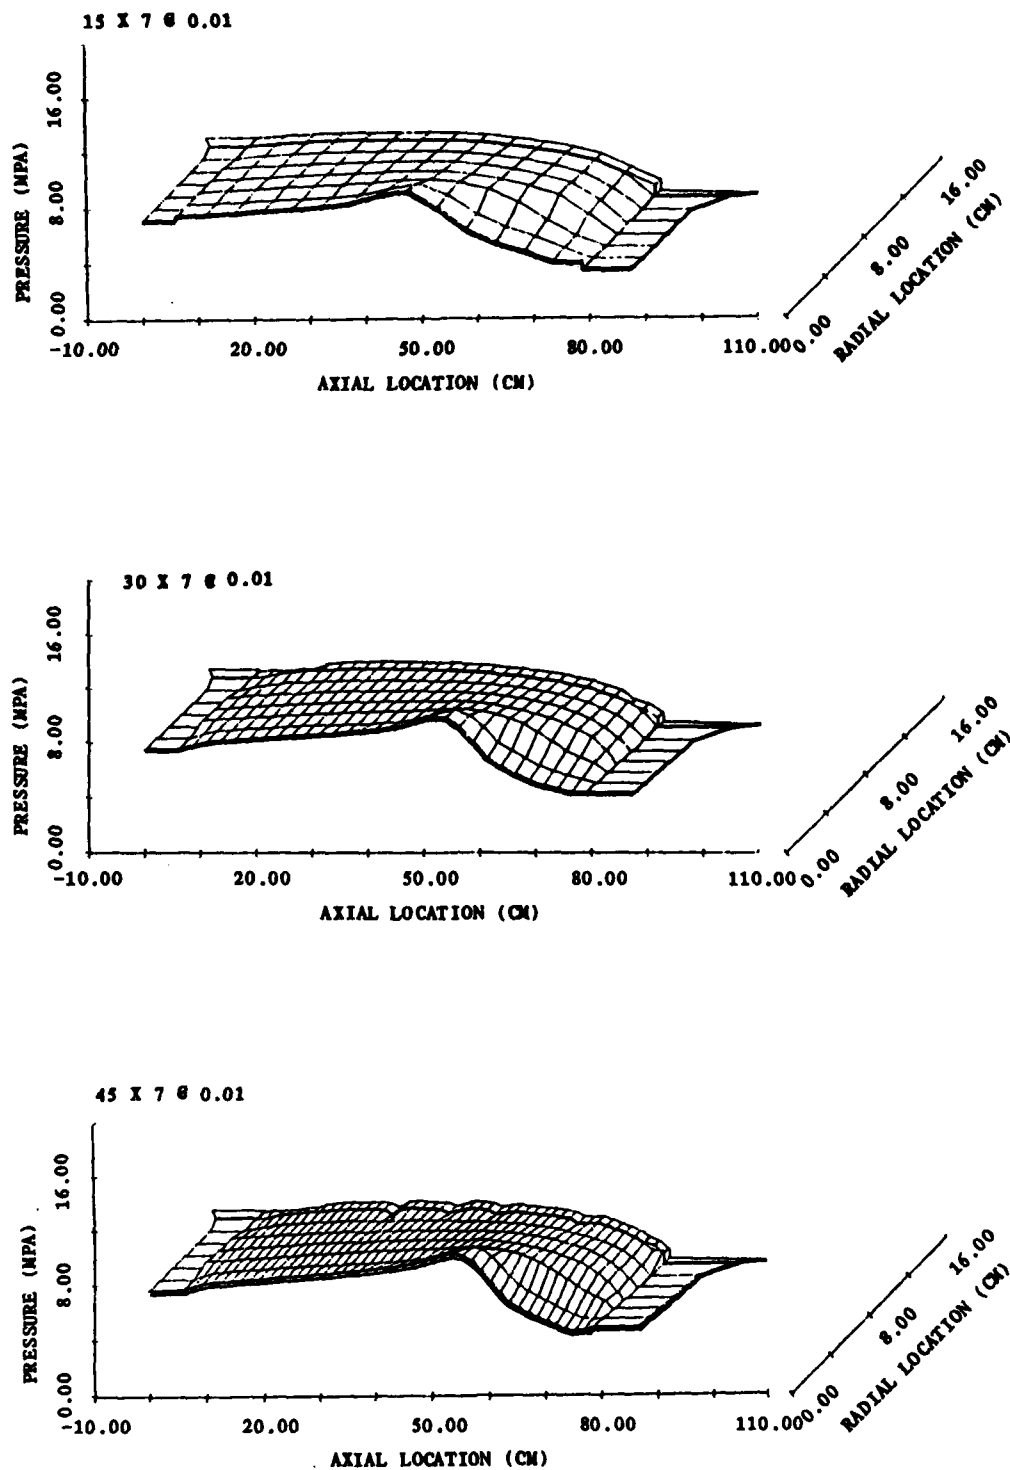 15 X 7 @ 0.01
PRESSURE (MPA)
16.00
8.00
0.00
-10.00 20.00 50.00 80.00 110.00
AXIAL LOCATION (CM)
0.00 8.00 16.00
RADIAL LOCATION (CM)
30 X 7 @ 0.01
PRESSURE (MPA)
16.00
8.00
0.00
-10.00 20.00 50.00 80.00 110.00
AXIAL LOCATION (CM)
0.00 8.00 16.00
RADIAL LOCATION (CM)
45 X 7 @ 0.01
PRESSURE (MPA)
16.00
8.00
0.00
-10.00 20.00 50.00 80.00 110.00
AXIAL LOCATION (CM)
0.00 8.00 16.00
RADIAL LOCATION (CM)